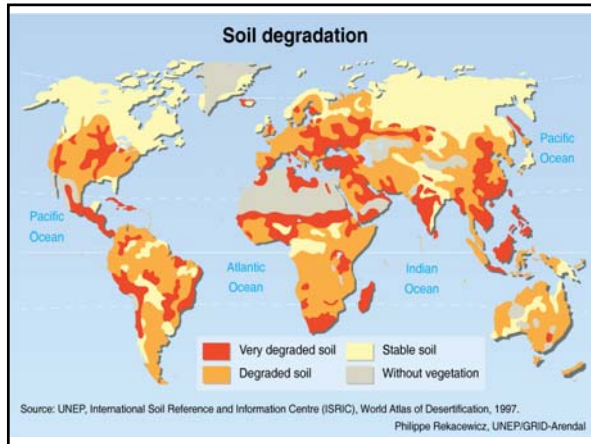 Soil degradation
Pacific
Ocean
Pacific
Ocean
Atlantic
Ocean
Indian
Ocean
Very degraded soil
Stable soil
Degraded soil
Without vegetation
Source: UNEP, International Soil Reference and Information Centre (ISRIC), World Atlas of Desertification, 1997.
Philippe Rekacewicz, UNEP/GRID-Arendal